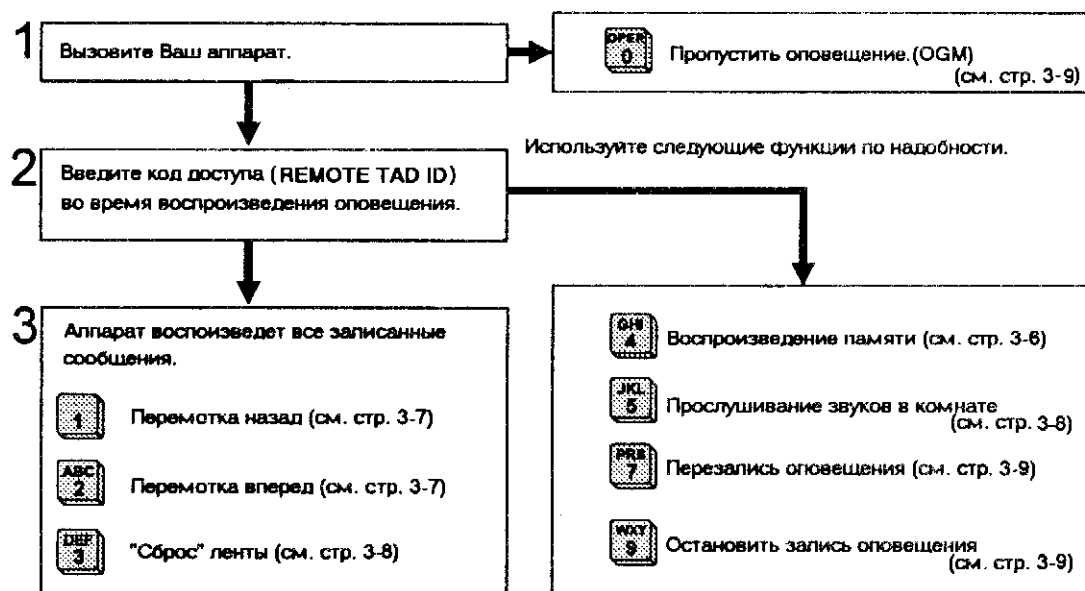 1
Вызовите Ваш аппарат.
OPER
0
Пропустить оповещение.(OGM)
(см. стр. 3-9)
2
Введите код доступа (REMOTE TAD ID)
во время воспроизведения оповещения.
Используйте следующие функции по надобности.
3
Аппарат воспоизведет все записанные
сообщения.
1
Перемотка назад (см. стр. 3-7)
ABC
2
Перемотка вперед (см. стр. 3-7)
DEF
3
"Сброс" ленты (см. стр. 3-8)
GHI
4
Воспроизведение памяти (см. стр. 3-6)
JKL
5
Прослушивание звуков в комнате
(см. стр. 3-8)
PRS
7
Перезапись оповещения (см. стр. 3-9)
WXY
9
Остановить запись оповещения
(см. стр. 3-9)